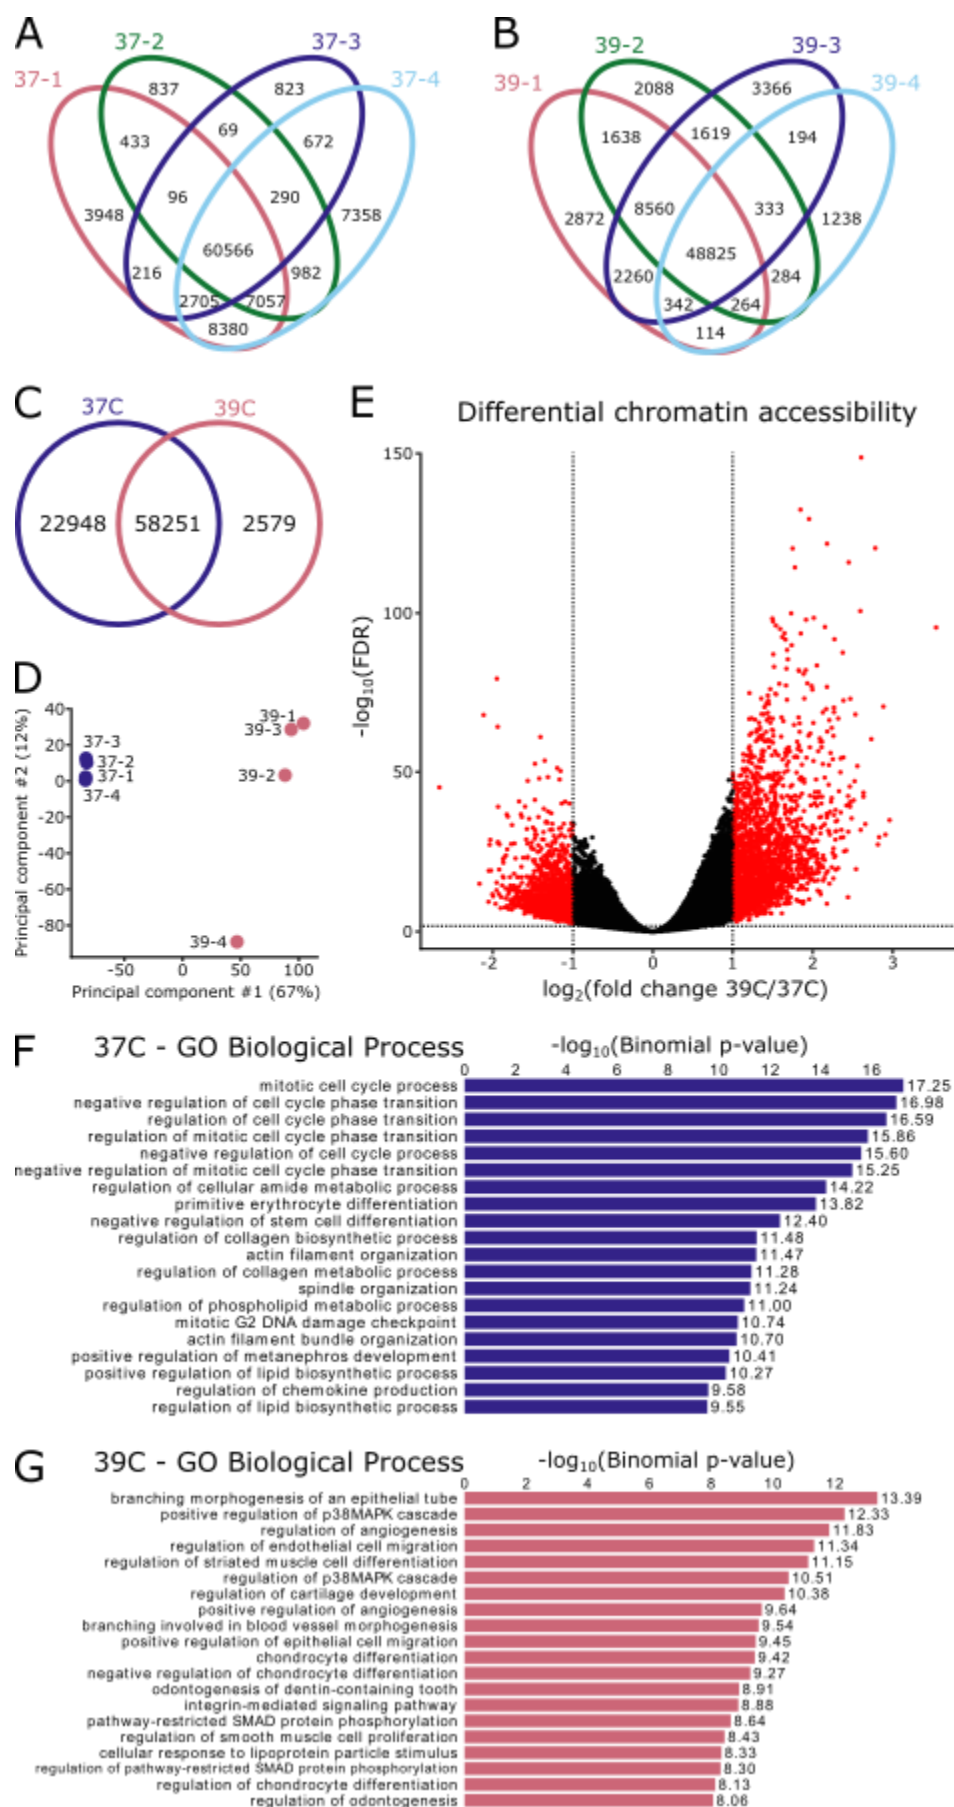 A
37-1
37-2
37-3
37-4
837
823
433
69
672
3948
96
290
7358
60566
216
982
2705
7057
8380
B
39-1
39-2
39-3
39-4
2088
3366
1638
1619
194
2872
8560
333
1238
48825
2260
284
342
264
114
C
37C
39C
22948
58251
2579
D
Principal component #2 (12%)
40
20
0
-20
-40
-60
-80
37-3
37-2
37-1
37-4
39-1
39-3
39-2
39-4
-50
0
50
100
Principal component #1 (67%)
E
Differential chromatin accessibility
-log10(FDR)
150
100
50
0
-2
-1
0
1
2
3
log2(fold change 39C/37C)
F
37C - GO Biological Process
-log10(Binomial p-value)
0 2 4 6 8 10 12 14 16
mitotic cell cycle process 17.25
negative regulation of cell cycle phase transition 16.98
regulation of cell cycle phase transition 16.59
regulation of mitotic cell cycle phase transition 15.86
negative regulation of cell cycle process 15.60
negative regulation of mitotic cell cycle phase transition 15.25
regulation of cellular amide metabolic process 14.22
primitive erythrocyte differentiation 13.82
negative regulation of stem cell differentiation 12.40
regulation of collagen biosynthetic process 11.48
actin filament organization 11.47
regulation of collagen metabolic process 11.28
spindle organization 11.24
regulation of phospholipid metabolic process 11.00
mitotic G2 DNA damage checkpoint 10.74
actin filament bundle organization 10.70
positive regulation of metanephros development 10.41
positive regulation of lipid biosynthetic process 10.27
regulation of chemokine production 9.58
regulation of lipid biosynthetic process 9.55
G
39C - GO Biological Process
-log10(Binomial p-value)
0 2 4 6 8 10 12
branching morphogenesis of an epithelial tube 13.39
positive regulation of p38MAPK cascade 12.33
regulation of angiogenesis 11.83
regulation of endothelial cell migration 11.34
regulation of striated muscle cell differentiation 11.15
regulation of p38MAPK cascade 10.51
regulation of cartilage development 10.38
positive regulation of angiogenesis 9.64
branching involved in blood vessel morphogenesis 9.54
positive regulation of epithelial cell migration 9.45
chondrocyte differentiation 9.42
negative regulation of chondrocyte differentiation 9.27
odontogenesis of dentin-containing tooth 8.91
integrin-mediated signaling pathway 8.88
pathway-restricted SMAD protein phosphorylation 8.64
regulation of smooth muscle cell proliferation 8.43
cellular response to lipoprotein particle stimulus 8.33
regulation of pathway-restricted SMAD protein phosphorylation 8.30
regulation of chondrocyte differentiation 8.13
regulation of odontogenesis 8.06